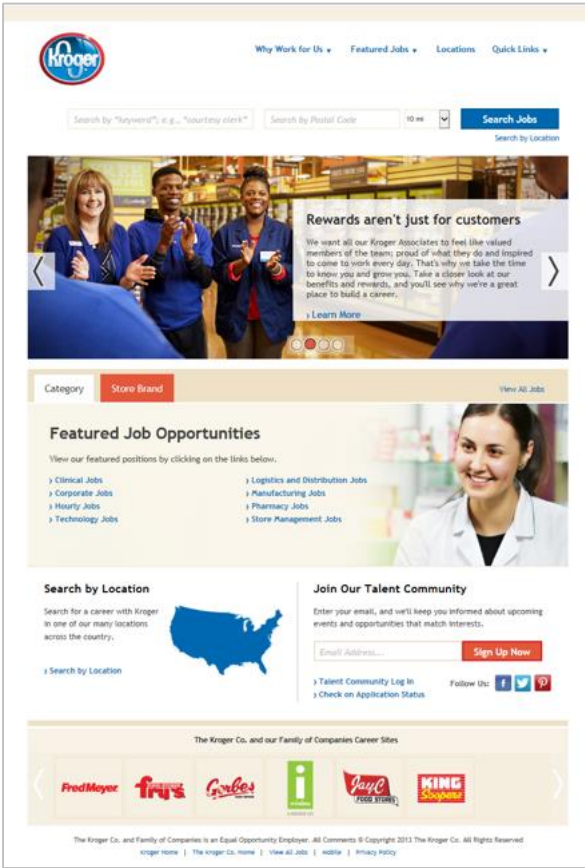 Kroger
Why Work for Us
Featured Jobs
Locations
Quick Links
Search by "keyword"; e.g., "courtesy clerk"
Search by Postal Code
10 mi
Search Jobs
Search by Location
Rewards aren't just for customers
We want all our Kroger Associates to feel like valued
members of the team; proud of what they do and inspired
to come to work every day. That's why we take the time
to know you and grow you. Take a closer look at our
benefits and rewards, and you'll see why we're a great
place to build a career.
› Learn More
Category
Store Brand
View All Jobs
Featured Job Opportunities
View our featured positions by clicking on the links below.
› Clinical Jobs
› Corporate Jobs
› Hourly Jobs
› Technology Jobs
› Logistics and Distribution Jobs
› Manufacturing Jobs
› Pharmacy Jobs
› Store Management Jobs
Search by Location
Search for a career with Kroger
in one of our many locations
across the country.
› Search by Location
Join Our Talent Community
Enter your email, and we'll keep you informed about upcoming
events and opportunities that match interests.
Email Address...
Sign Up Now
› Talent Community Log In
› Check on Application Status
Follow Us:
The Kroger Co. and our Family of Companies Career Sites
Fred Meyer
fry's
Gerbes
i
JayC
FOOD STORES
KING
Soopers
The Kroger Co. and Family of Companies is an Equal Opportunity Employer. All Comments © Copyright 2013 The Kroger Co. All Rights Reserved
Kroger Home | The Kroger Co. Home | View All Jobs | Mobile | Privacy Policy